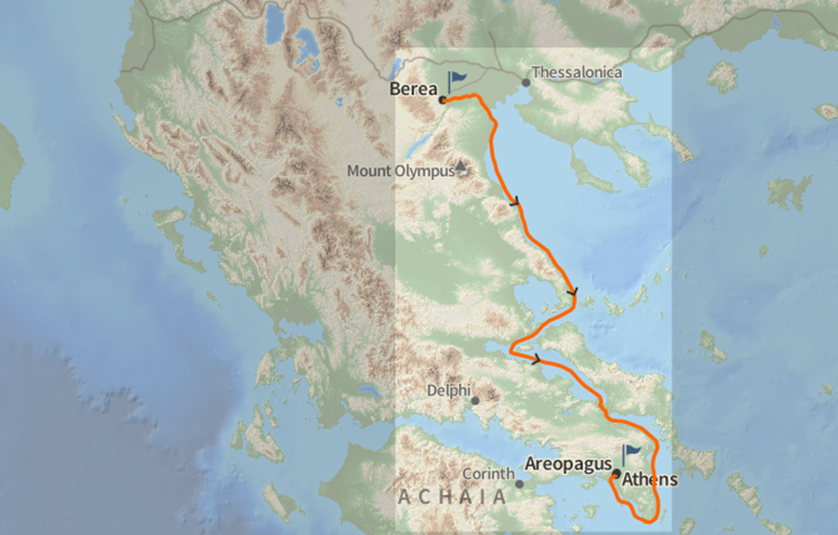 Thessalonica
Berea
Mount Olympus
Delphi
Areopagus
Corinth
Athens
ACHAIA